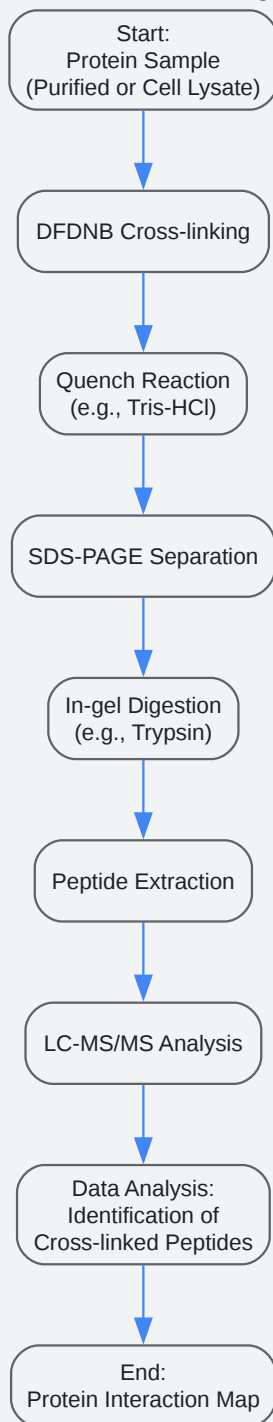 Start:
Protein Sample
(Purified or Cell Lysate)
DFDNB Cross-linking
Quench Reaction
(e.g., Tris-HCl)
SDS-PAGE Separation
In-gel Digestion
(e.g., Trypsin)
Peptide Extraction
LC-MS/MS Analysis
Data Analysis:
Identification of
Cross-linked Peptides
End:
Protein Interaction Map